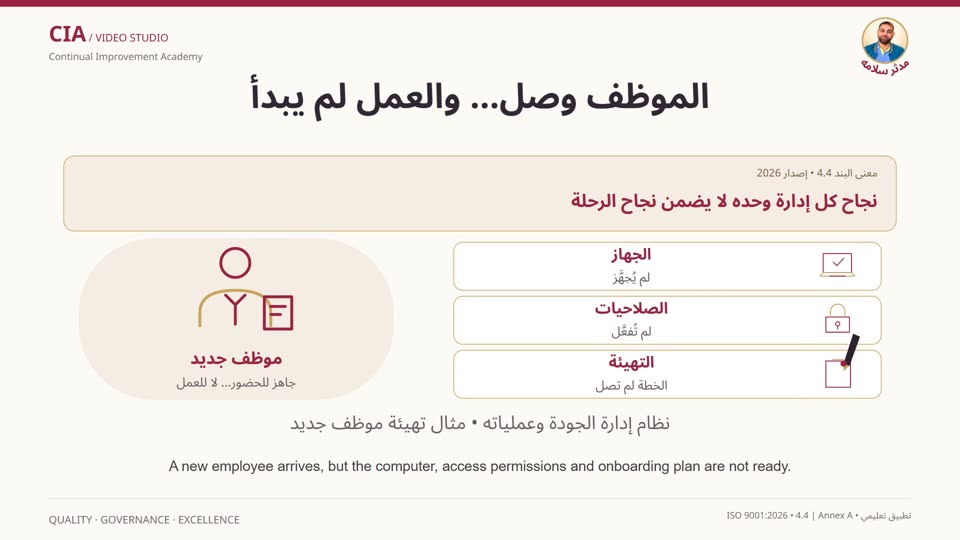 CIA / VIDEO STUDIO
Continual Improvement Academy
مدثر سلامه
الموظف وصل... والعمل لم يبدأ
معنى البند 4.4 • إصدار 2026
نجاح كل إدارة وحده لا يضمن نجاح الرحلة
الجهاز
لم يُجهَّز
الصلاحيات
لم تُفعَّل
التهيئة
الخطة لم تصل
موظف جديد
جاهز للحضور... لا للعمل
نظام إدارة الجودة وعملياته • مثال تهيئة موظف جديد
A new employee arrives, but the computer, access permissions and onboarding plan are not ready.
QUALITY · GOVERNANCE · EXCELLENCE
ISO 9001:2026 • 4.4 | Annex A • تطبيق تعليمي